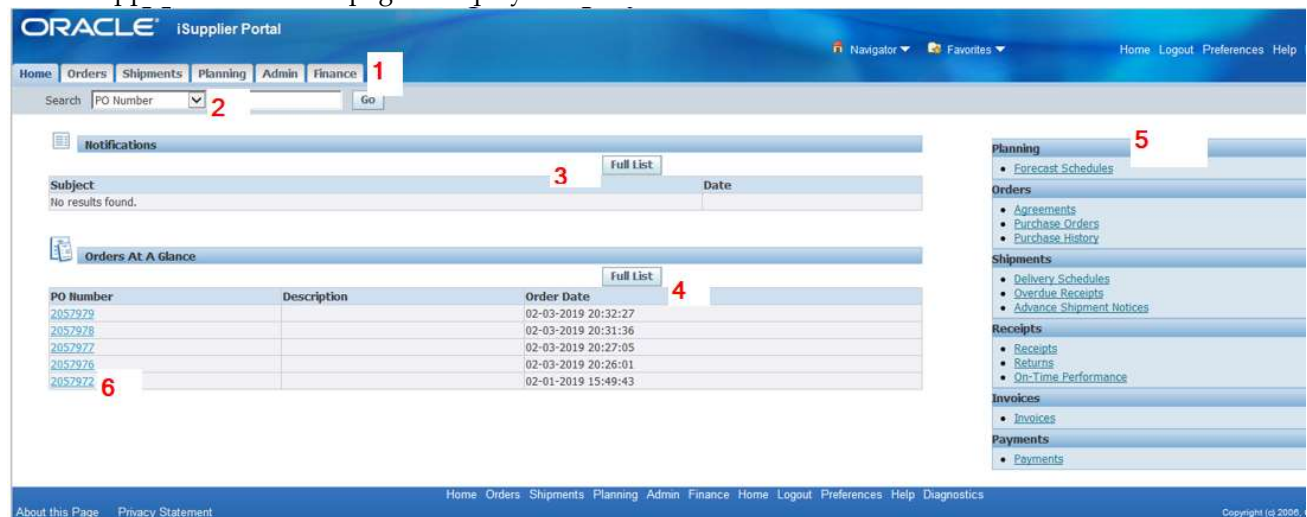 ORACLE iSupplier Portal
Navigator Favorites Home Logout Preferences Help
Home Orders Shipments Planning Admin Finance 1
Search PO Number 2 Go
Notifications
Full List
3
Subject Date
No results found.
Orders At A Glance
Full List
4
PO Number Description Order Date
2057979 02-03-2019 20:32:27
2057978 02-03-2019 20:31:36
2057977 02-03-2019 20:27:05
2057976 02-03-2019 20:26:01
2057972 02-01-2019 15:49:43
6
5
Planning
Forecast Schedules
Orders
Agreements
Purchase Orders
Purchase History
Shipments
Delivery Schedules
Overdue Receipts
Advance Shipment Notices
Receipts
Receipts
Returns
On-Time Performance
Invoices
Invoices
Payments
Payments
Home Orders Shipments Planning Admin Finance Home Logout Preferences Help Diagnostics
About this Page Privacy Statement
Copyright (c) 2006,